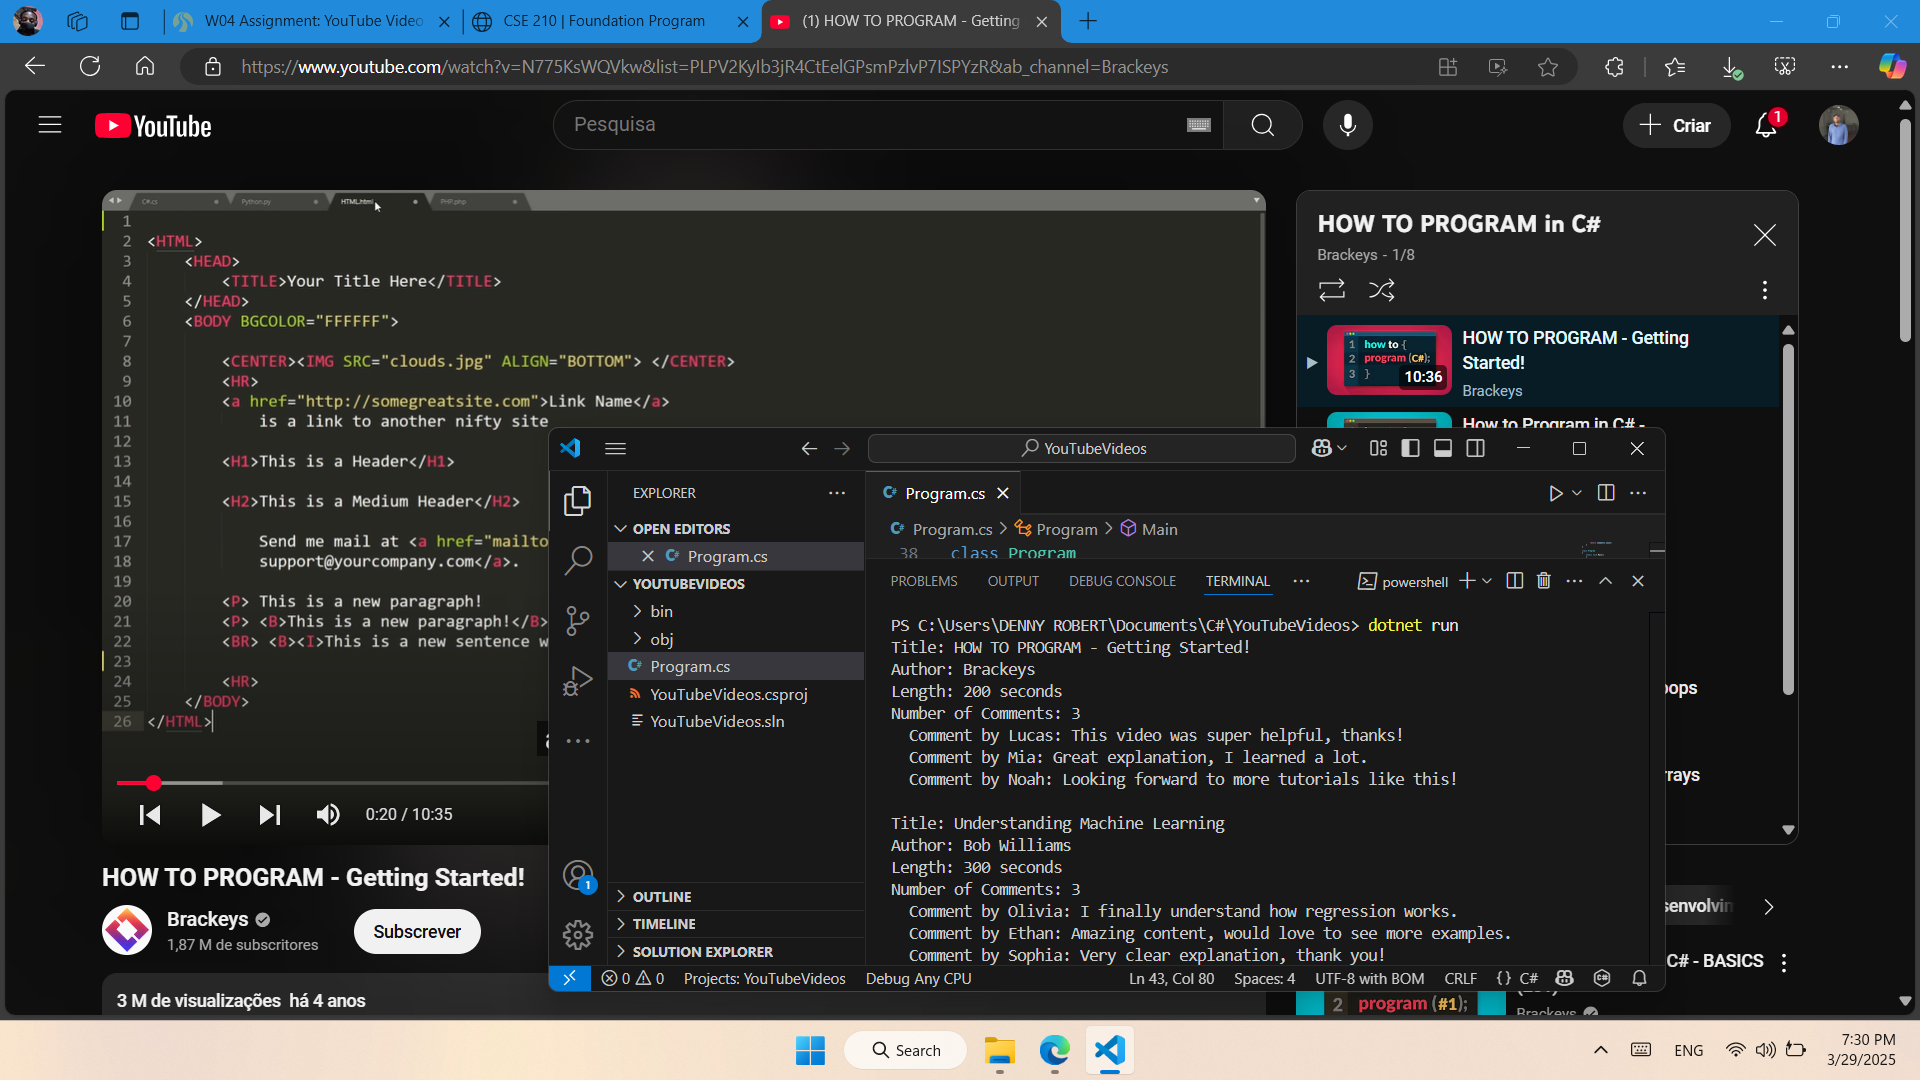 W04 Assignment: YouTube Video
CSE 210 | Foundation Program
(1) HOW TO PROGRAM - Getting
https://www.youtube.com/watch?v=N775KsWQVkw&list=PLPV2KyIb3jR4CtEelGPsmPzlvP7ISPYzR&ab_channel=Brackeys
YouTube
Pesquisa
Criar
1
C#.cs
Python.py
HTML.html
PHP.php
1
2 <HTML>
3 <HEAD>
4 <TITLE>Your Title Here</TITLE>
5 </HEAD>
6 <BODY BGCOLOR="FFFFFF">
7
8 <CENTER><IMG SRC="clouds.jpg" ALIGN="BOTTOM"> </CENTER>
9 <HR>
10 <a href="http://somegreatsite.com">Link Name</a>
11 is a link to another nifty site
12
13 <H1>This is a Header</H1>
14
15 <H2>This is a Medium Header</H2>
16
17 Send me mail at <a href="mailto
18 support@yourcompany.com</a>.
19
20 <P> This is a new paragraph!
21 <P> <B>This is a new paragraph!</B>
22 <BR> <B><I>This is a new sentence w
23
24 <HR>
25 </BODY>
26 </HTML>
0:20 / 10:35
HOW TO PROGRAM - Getting Started!
Brackeys
1,87 M de subscritores
Subscrever
3 M de visualizações há 4 anos
HOW TO PROGRAM in C#
Brackeys - 1/8
1 how to {
2 program (C#);
3 }
10:36
HOW TO PROGRAM - Getting
Started!
Brackeys
How to Program in C# -
oops
rrays
senvolvin
C# - BASICS
2 program (#1);
Brackeys
YouTubeVideos
EXPLORER
OPEN EDITORS
Program.cs
YOUTUBEVIDEOS
bin
obj
Program.cs
YouTubeVideos.csproj
YouTubeVideos.sln
OUTLINE
TIMELINE
SOLUTION EXPLORER
1
Program.cs
Program.cs > Program > Main
38 class Program
PROBLEMS
OUTPUT
DEBUG CONSOLE
TERMINAL
powershell
PS C:\Users\DENNY ROBERT\Documents\C#\YouTubeVideos> dotnet run
Title: HOW TO PROGRAM - Getting Started!
Author: Brackeys
Length: 200 seconds
Number of Comments: 3
Comment by Lucas: This video was super helpful, thanks!
Comment by Mia: Great explanation, I learned a lot.
Comment by Noah: Looking forward to more tutorials like this!
Title: Understanding Machine Learning
Author: Bob Williams
Length: 300 seconds
Number of Comments: 3
Comment by Olivia: I finally understand how regression works.
Comment by Ethan: Amazing content, would love to see more examples.
Comment by Sophia: Very clear explanation, thank you!
0 0 Projects: YouTubeVideos Debug Any CPU
Ln 43, Col 80 Spaces: 4 UTF-8 with BOM CRLF {} C#
Search
ENG
7:30 PM
3/29/2025